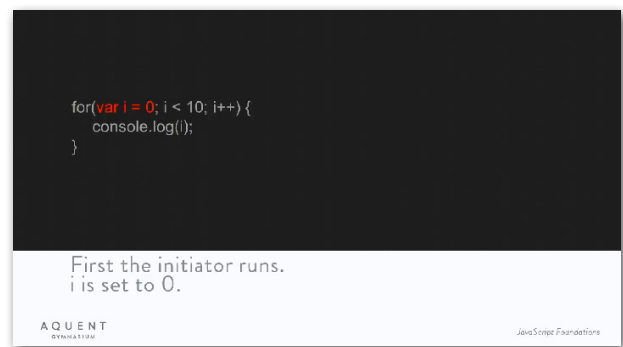 for(var i = 0; i < 10; i++) {
console.log(i);
}
First the initiator runs.
i is set to 0.
AQUENT
GYMNASIUM
JavaScript Foundations